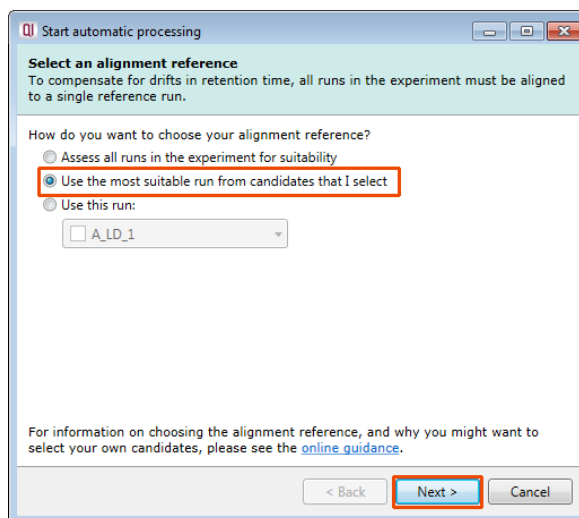 QI Start automatic processing
Select an alignment reference
To compensate for drifts in retention time, all runs in the experiment must be aligned
to a single reference run.
How do you want to choose your alignment reference?
Assess all runs in the experiment for suitability
Use the most suitable run from candidates that I select
Use this run:
A_LD_1
For information on choosing the alignment reference, and why you might want to
select your own candidates, please see the online guidance.
< Back Next > Cancel